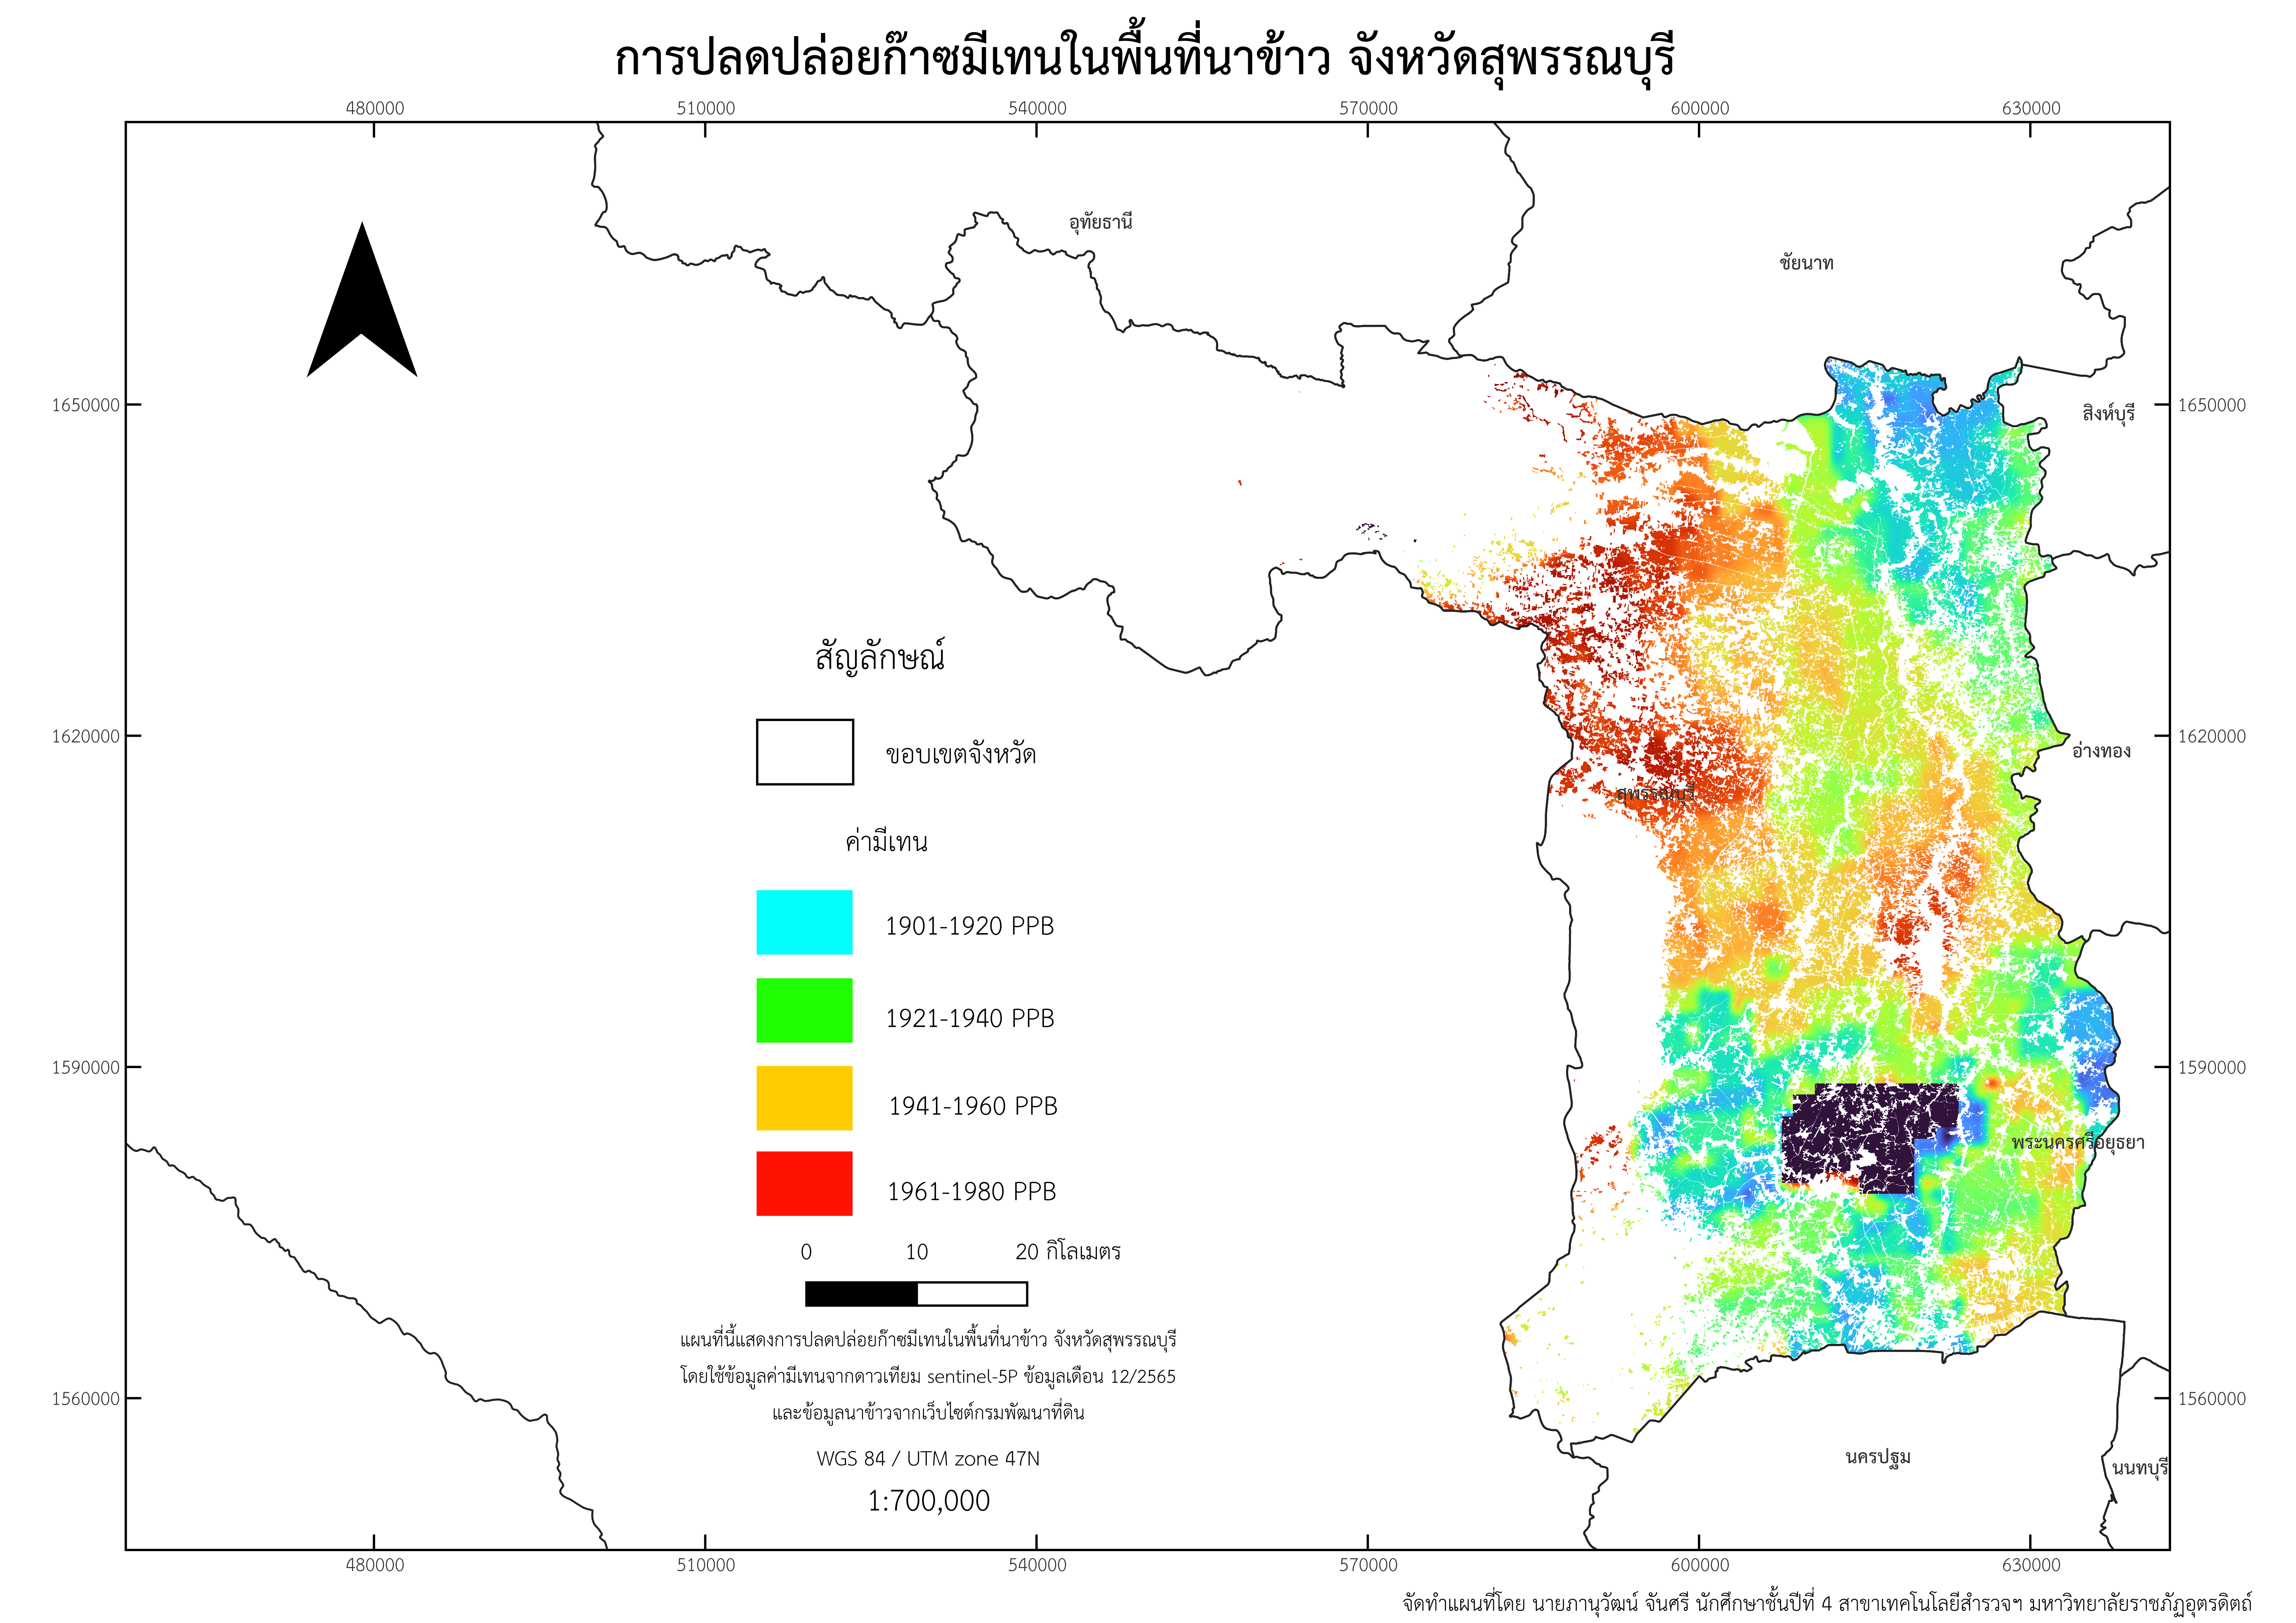 การปลดปล่อยก๊าซมีเทนในพื้นที่นาข้าว จังหวัดสุพรรณบุรี
480000 510000 540000 570000 600000 630000
อุทัยธานี
ชัยนาท
1650000 1650000
สิงห์บุรี
สัญลักษณ์
1620000 1620000
ขอบเขตจังหวัด
อ่างทอง
สุพรรณบุรี
ค่ามีเทน
1901-1920 PPB
1921-1940 PPB
1590000 1590000
1941-1960 PPB
พระนครศรีอยุธยา
1961-1980 PPB
0 10 20 กิโลเมตร
แผนที่นี้แสดงการปลดปล่อยก๊าซมีเทนในพื้นที่นาข้าว จังหวัดสุพรรณบุรี
โดยใช้ข้อมูลค่ามีเทนจากดาวเทียม sentinel-5P ข้อมูลเดือน 12/2565
1560000 1560000
และข้อมูลนาข้าวจากเว็บไซต์กรมพัฒนาที่ดิน
WGS 84 / UTM zone 47N
นครปฐม
นนทบุรี
1:700,000
480000 510000 540000 570000 600000 630000
จัดทำแผนที่โดย นายภานุวัฒน์ จันศรี นักศึกษาชั้นปีที่ 4 สาขาเทคโนโลยีสำรวจฯ มหาวิทยาลัยราชภัฏอุตรดิตถ์